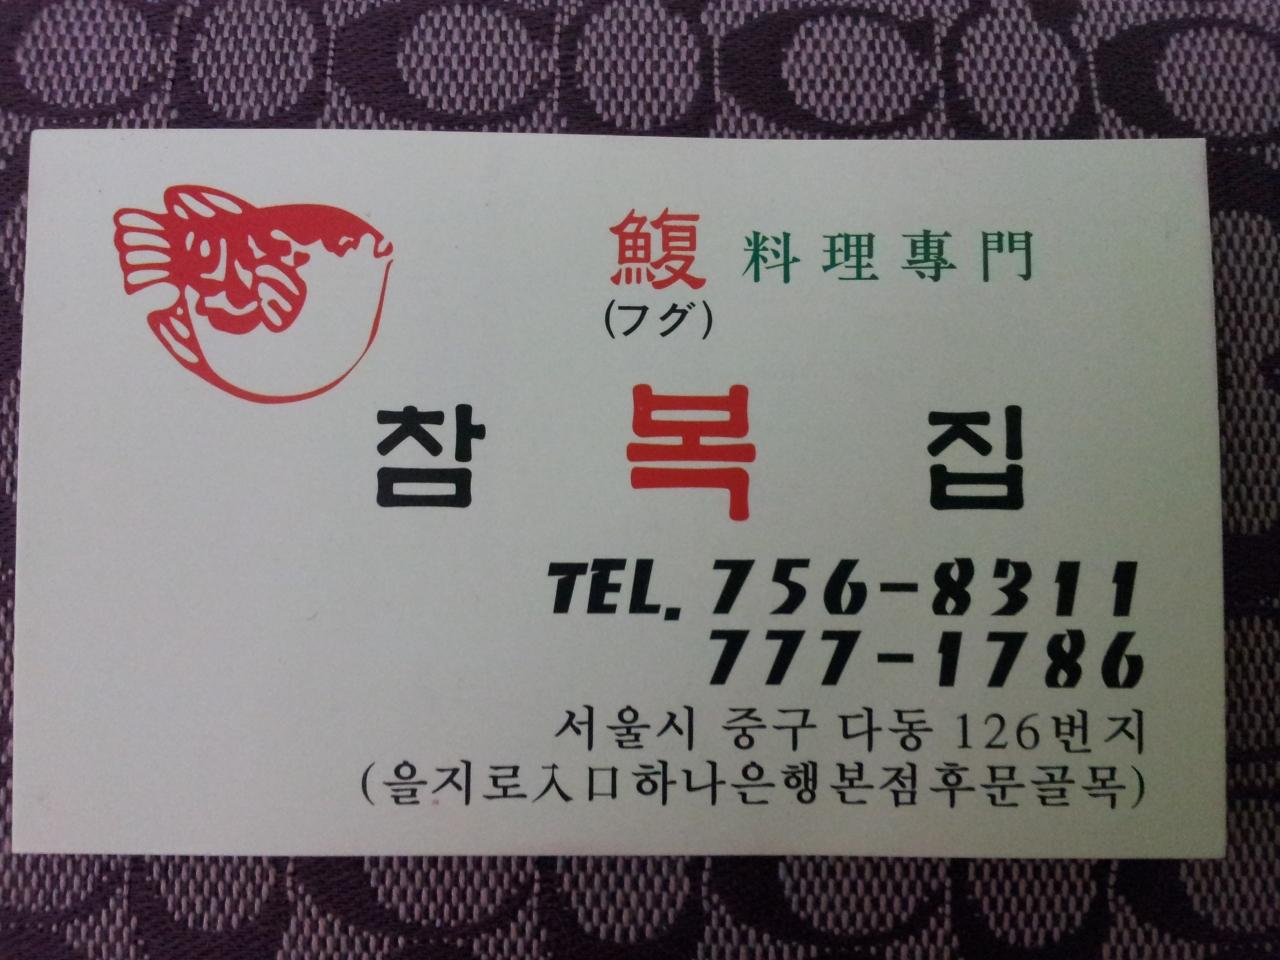 鰒 料理專門
(フグ)
참 복 집
TEL. 756-8311
777-1786
서울시 중구 다동 126번지
(을지로入口하나은행본점후문골목)